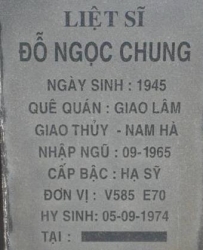 LIỆT SĨ
ĐỖ NGỌC CHUNG
NGÀY SINH : 1945
QUÊ QUÁN : GIAO LÂM
GIAO THỦY - NAM HÀ
NHẬP NGŨ : 09-1965
CẤP BẬC : HẠ SỸ
ĐƠN VỊ : V585 E70
HY SINH: 05-09-1974
TẠI :